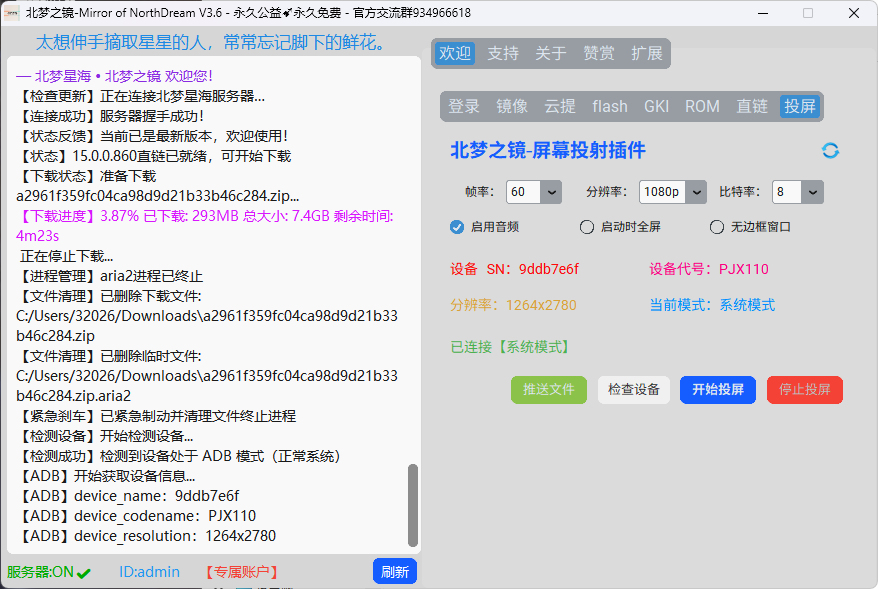 北梦之镜-Mirror of NorthDream V3.6 - 永久公益🚀永久免费 - 官方交流群934966618
太想伸手摘取星星的人，常常忘记脚下的鲜花。
— 北梦星海 • 北梦之镜 欢迎您！
【检查更新】正在连接北梦星海服务器...
【连接成功】服务器握手成功！
【状态反馈】当前已是最新版本，欢迎使用！
【状态】15.0.0.860直链已就绪，可开始下载
【下载状态】准备下载
a2961f359fc04ca98d9d21b33b46c284.zip...
【下载进度】3.87% 已下载: 293MB 总大小: 7.4GB 剩余时间:
4m23s
正在停止下载...
【进程管理】aria2进程已终止
【文件清理】已删除下载文件:
C:/Users/32026/Downloads\a2961f359fc04ca98d9d21b33
b46c284.zip
【文件清理】已删除临时文件:
C:/Users/32026/Downloads\a2961f359fc04ca98d9d21b33
b46c284.zip.aria2
【紧急刹车】已紧急制动并清理文件终止进程
【检测设备】开始检测设备...
【检测成功】检测到设备处于 ADB 模式（正常系统）
【ADB】开始获取设备信息...
【ADB】device_name：9ddb7e6f
【ADB】device_codename：PJX110
【ADB】device_resolution：1264x2780
服务器:ON ID:admin 【专属账户】 刷新
欢迎 支持 关于 赞赏 扩展
登录 镜像 云提 flash GKI ROM 直链 投屏
北梦之镜-屏幕投射插件
帧率： 60 分辨率： 1080p 比特率： 8
启用音频 启动时全屏 无边框窗口
设备 SN：9ddb7e6f 设备代号：PJX110
分辨率：1264x2780 当前模式：系统模式
已连接【系统模式】
推送文件 检查设备 开始投屏 停止投屏